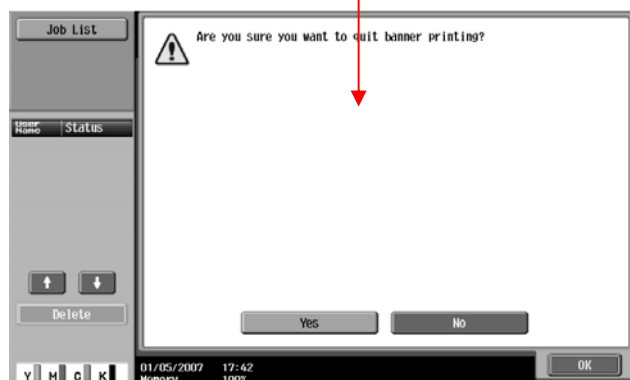 Job List
Are you sure you want to quit banner printing?
User Name Status
Delete
Yes No
OK
01/05/2007 17:42
Memory 100%
Y M C K